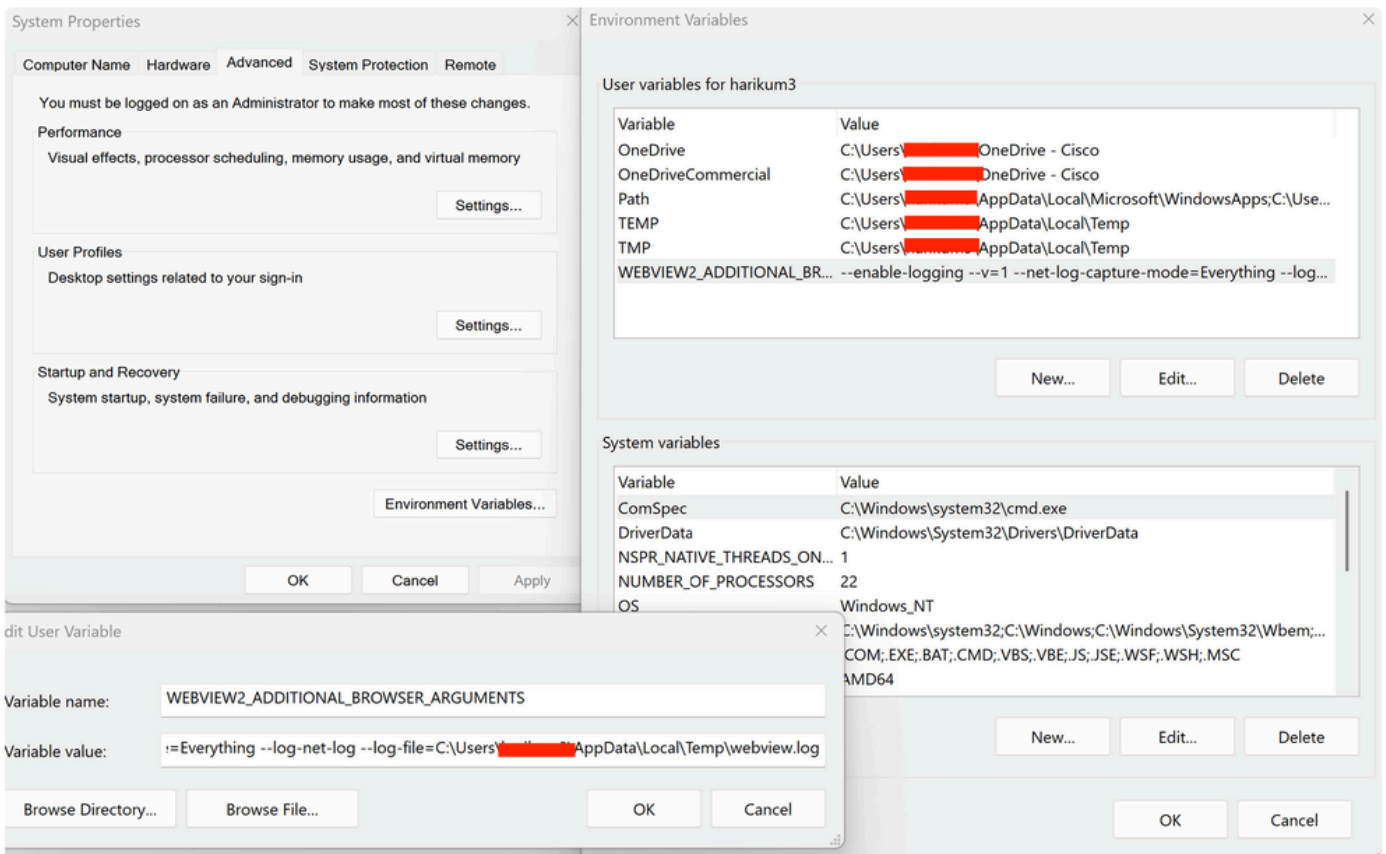 System Properties
Computer Name Hardware Advanced System Protection Remote
You must be logged on as an Administrator to make most of these changes.
Performance
Visual effects, processor scheduling, memory usage, and virtual memory
Settings...
User Profiles
Desktop settings related to your sign-in
Settings...
Startup and Recovery
System startup, system failure, and debugging information
Settings...
Environment Variables...
OK Cancel Apply
Environment Variables
User variables for harikum3
Variable Value
OneDrive C:\Users\ OneDrive - Cisco
OneDriveCommercial C:\Users\ OneDrive - Cisco
Path C:\Users\ AppData\Local\Microsoft\WindowsApps;C:\Use...
TEMP C:\Users\ AppData\Local\Temp
TMP C:\Users\ AppData\Local\Temp
WEBVIEW2_ADDITIONAL_BR... --enable-logging --v=1 --net-log-capture-mode=Everything --log...
New... Edit... Delete
System variables
Variable Value
ComSpec C:\Windows\system32\cmd.exe
DriverData C:\Windows\System32\Drivers\DriverData
NSPR_NATIVE_THREADS_ON... 1
NUMBER_OF_PROCESSORS 22
OS Windows_NT
C:\Windows\system32;C:\Windows;C:\Windows\System32\Wbem;...
.COM;.EXE;.BAT;.CMD;.VBS;.VBE;.JS;.JSE;.WSF;.WSH;.MSC
AMD64
New... Edit... Delete
OK Cancel
dit User Variable
Variable name: WEBVIEW2_ADDITIONAL_BROWSER_ARGUMENTS
Variable value: =Everything --log-net-log --log-file=C:\Users\ AppData\Local\Temp\webview.log
Browse Directory... Browse File... OK Cancel